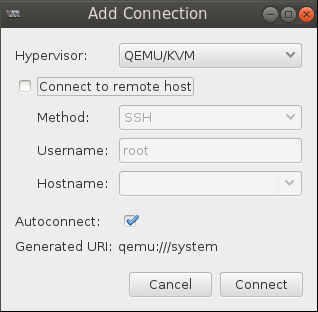 Add Connection
Hypervisor: QEMU/KVM
Connect to remote host
Method: SSH
Username: root
Hostname:
Autoconnect:
Generated URI: qemu:///system
Cancel Connect